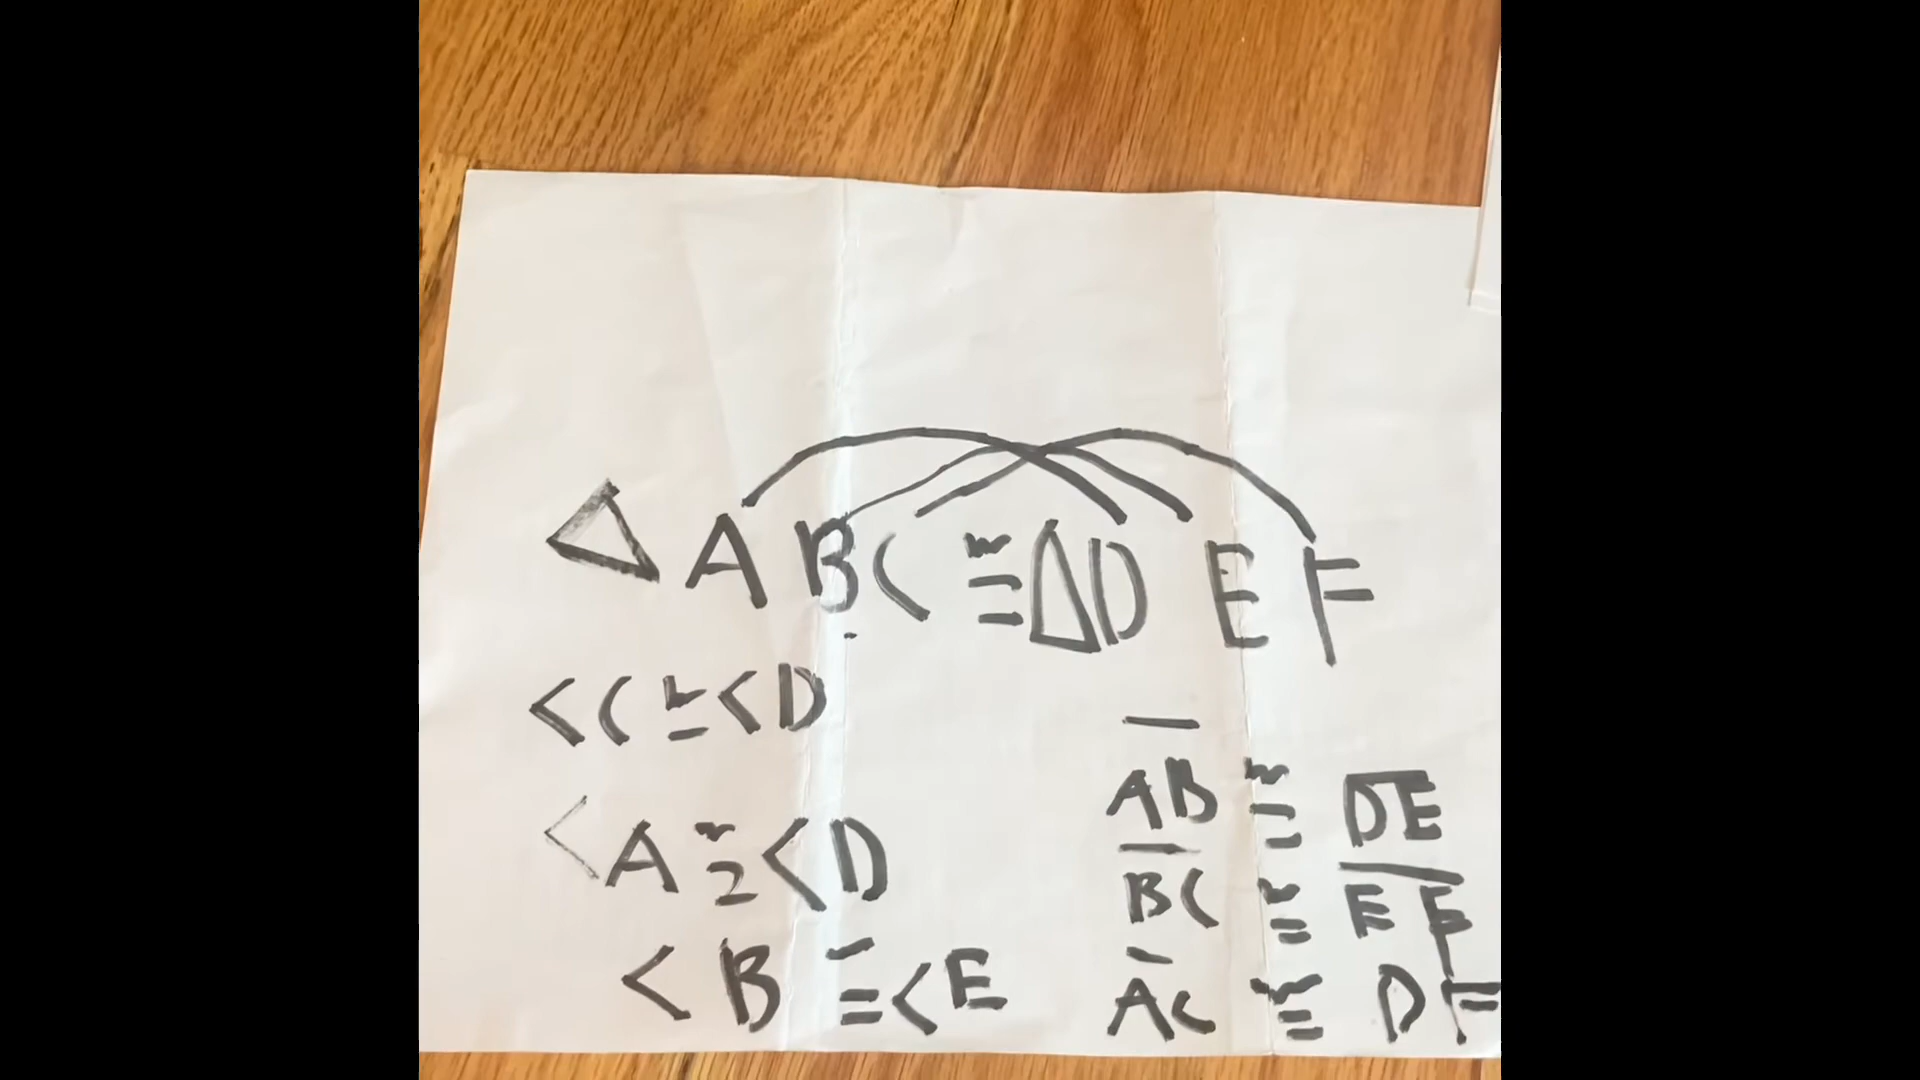 △ABC ≅ △DEF
<C ≅ <D
<A ≅ <D
<B ≅ <E
AB ≅ DE
BC ≅ EF
AC ≅ DF